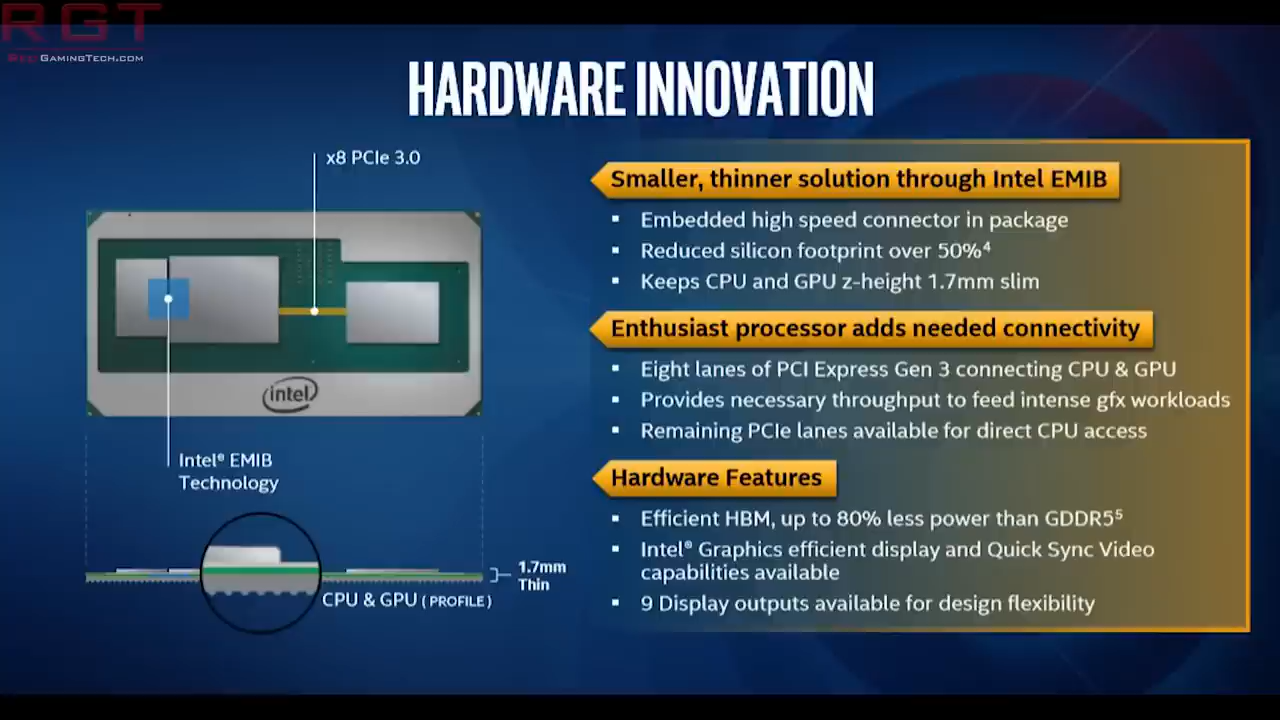 RGT
REDGAMINGTECH.COM
HARDWARE INNOVATION
x8 PCIe 3.0
intel
Intel® EMIB
Technology
1.7mm
Thin
CPU & GPU ( PROFILE )
Smaller, thinner solution through Intel EMIB
▪ Embedded high speed connector in package
▪ Reduced silicon footprint over 50%⁴
▪ Keeps CPU and GPU z-height 1.7mm slim
Enthusiast processor adds needed connectivity
▪ Eight lanes of PCI Express Gen 3 connecting CPU & GPU
▪ Provides necessary throughput to feed intense gfx workloads
▪ Remaining PCIe lanes available for direct CPU access
Hardware Features
▪ Efficient HBM, up to 80% less power than GDDR5⁵
▪ Intel® Graphics efficient display and Quick Sync Video
capabilities available
▪ 9 Display outputs available for design flexibility